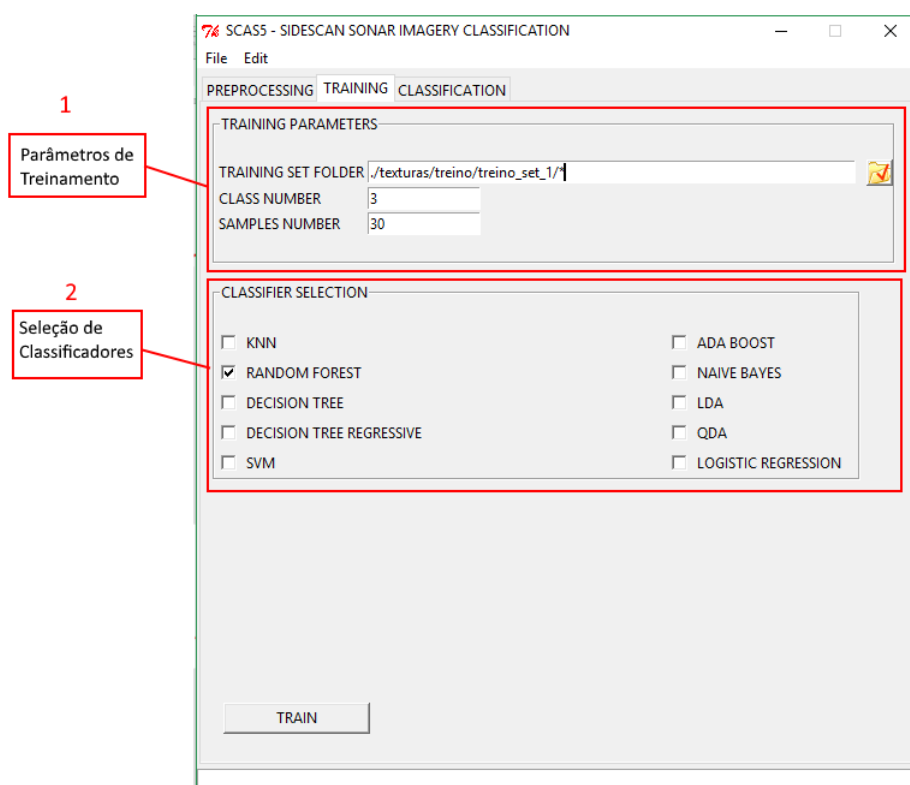 SCAS5 - SIDESCAN SONAR IMAGERY CLASSIFICATION
File Edit
PREPROCESSING TRAINING CLASSIFICATION
1
Parâmetros de
Treinamento
TRAINING PARAMETERS
TRAINING SET FOLDER ./texturas/treino/treino_set_1/*
CLASS NUMBER 3
SAMPLES NUMBER 30
2
Seleção de
Classificadores
CLASSIFIER SELECTION
KNN
RANDOM FOREST
DECISION TREE
DECISION TREE REGRESSIVE
SVM
ADA BOOST
NAIVE BAYES
LDA
QDA
LOGISTIC REGRESSION
TRAIN